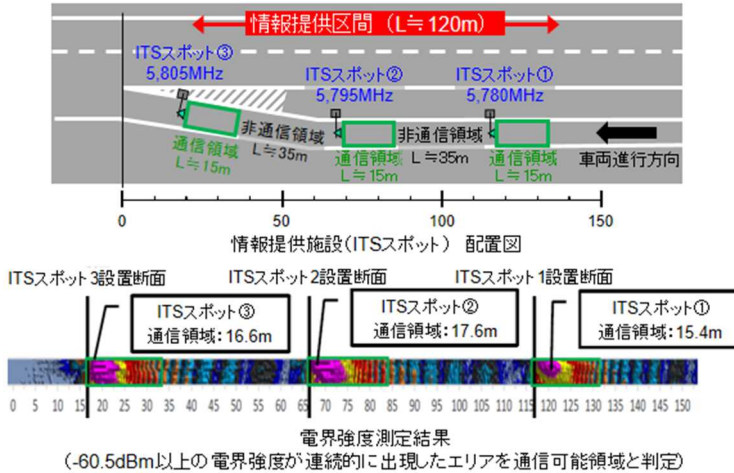 情報提供区間（L≒120m）
ITSスポット③
5,805MHz
ITSスポット②
5,795MHz
ITSスポット①
5,780MHz
通信領域
L≒15m
非通信領域
L≒35m
通信領域
L≒15m
非通信領域
L≒35m
通信領域
L≒15m
車両進行方向
0 50 100 150
情報提供施設(ITSスポット) 配置図
ITSスポット3設置断面 ITSスポット2設置断面 ITSスポット1設置断面
ITSスポット③
通信領域：16.6m
ITSスポット②
通信領域：17.6m
ITSスポット①
通信領域：15.4m
0 5 10 15 20 25 30 35 40 45 50 55 60 65 70 75 80 85 90 95 100 105 110 115 120 125 130 135 140 145 150
電界強度測定結果
(-60.5dBm以上の電界強度が連続的に出現したエリアを通信可能領域と判定)